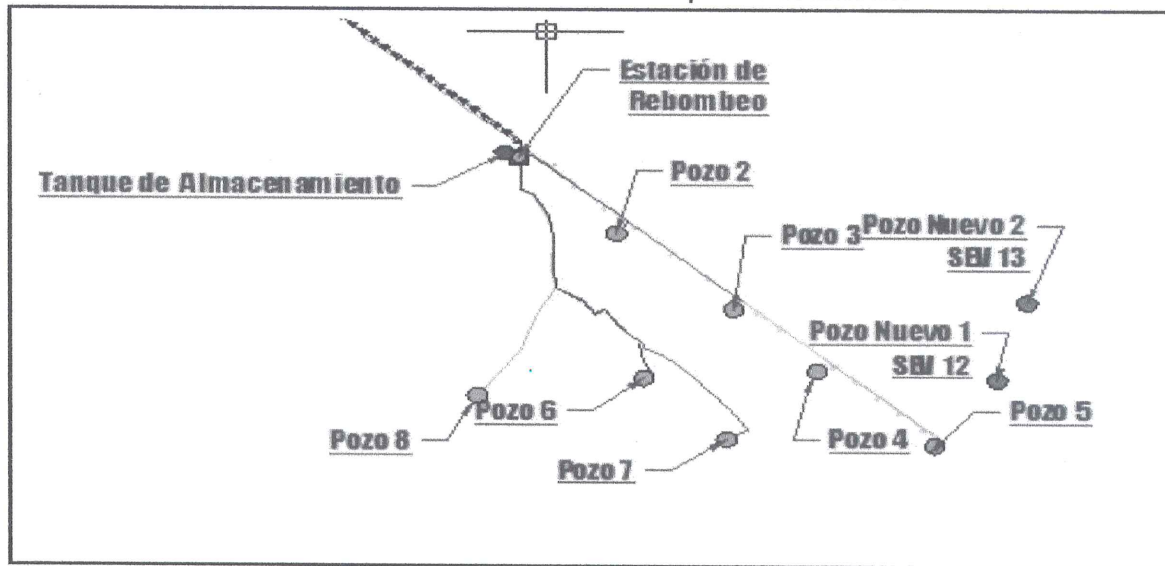 Estación de
Rebombeo
Tanque de Almacenamiento
Pozo 2
Pozo 3
Pozo Nuevo 2
SEV 13
Pozo Nuevo 1
SEV 12
Pozo 6
Pozo 8
Pozo 7
Pozo 4
Pozo 5